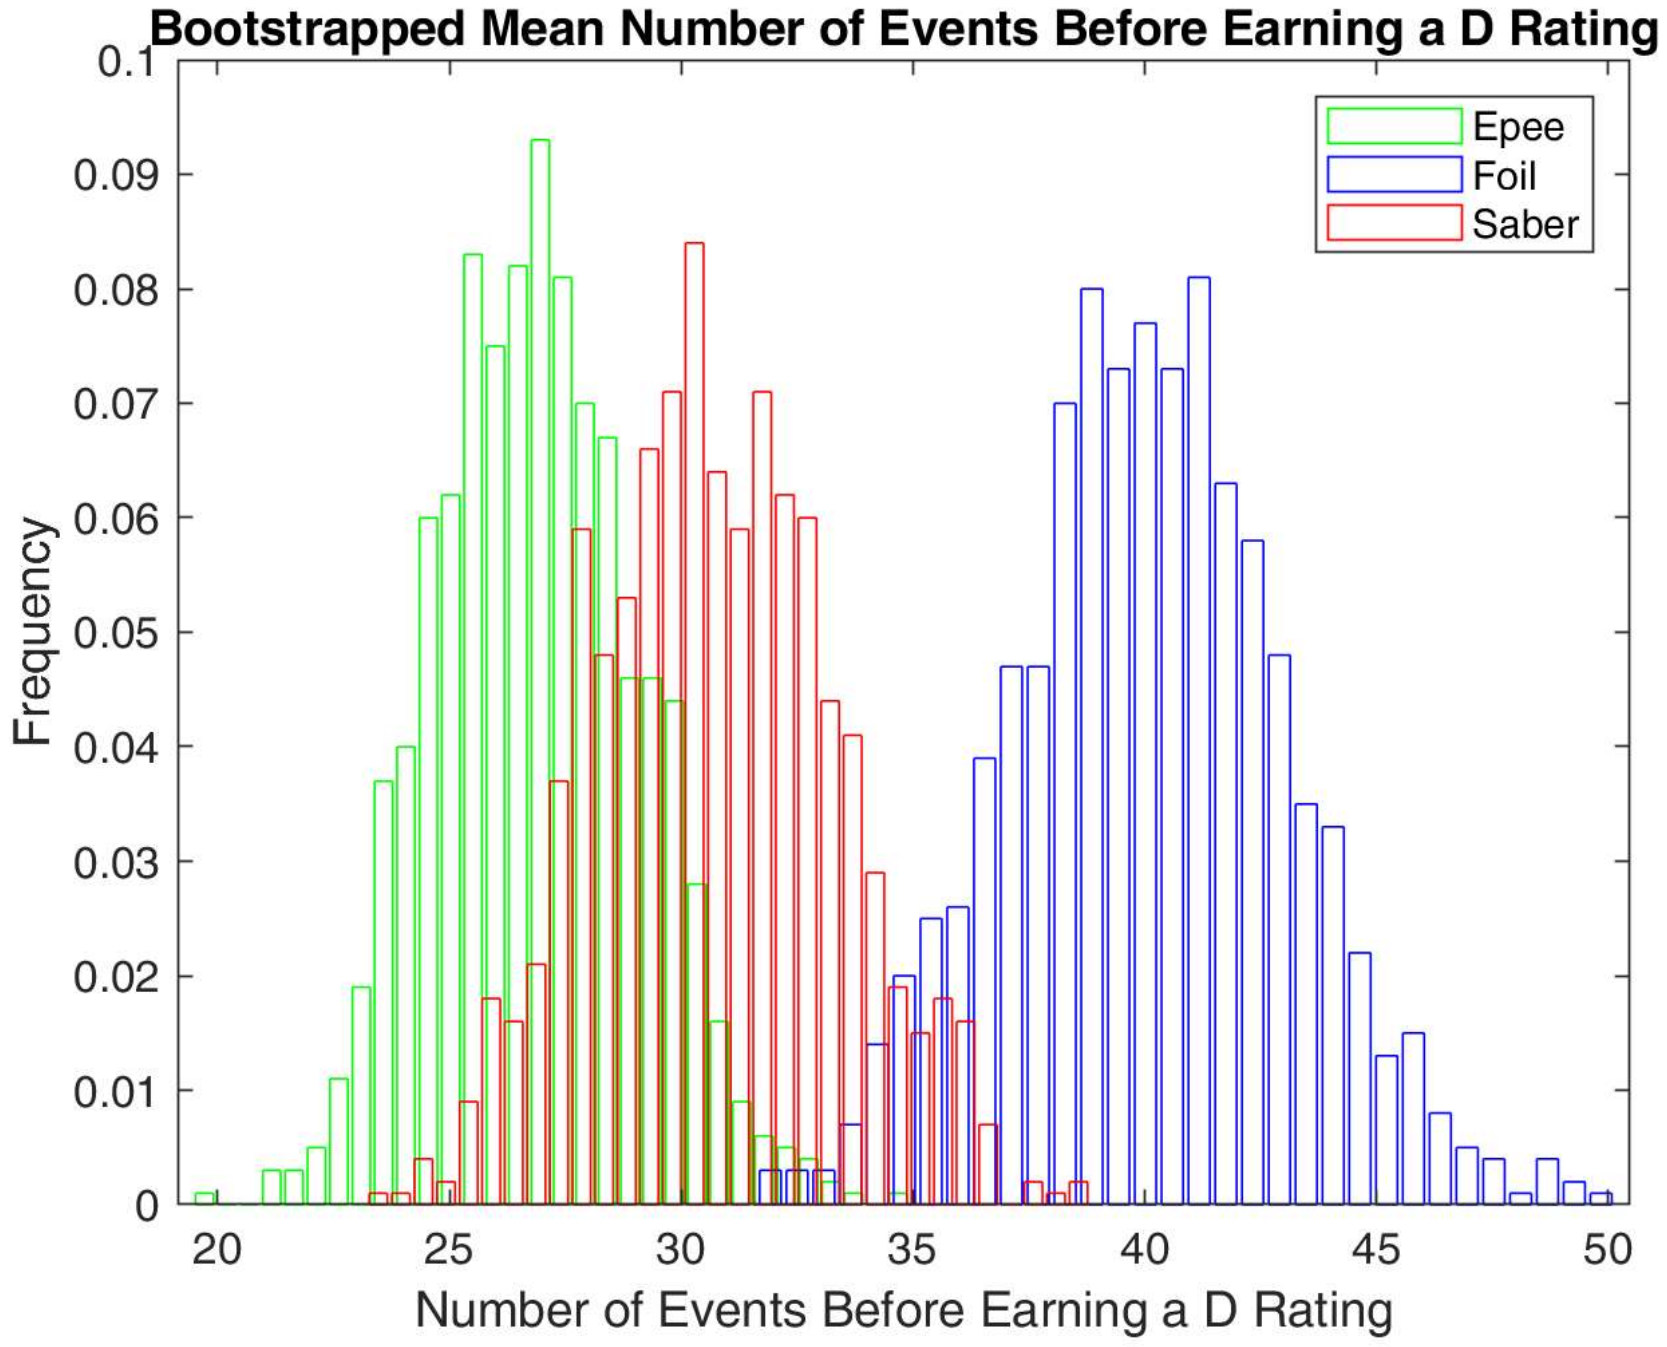 Bootstrapped Mean Number of Events Before Earning a D Rating
0.1
0.09
0.08
0.07
0.06
0.05
0.04
0.03
0.02
0.01
0
Frequency
Epee
Foil
Saber
20 25 30 35 40 45 50
Number of Events Before Earning a D Rating